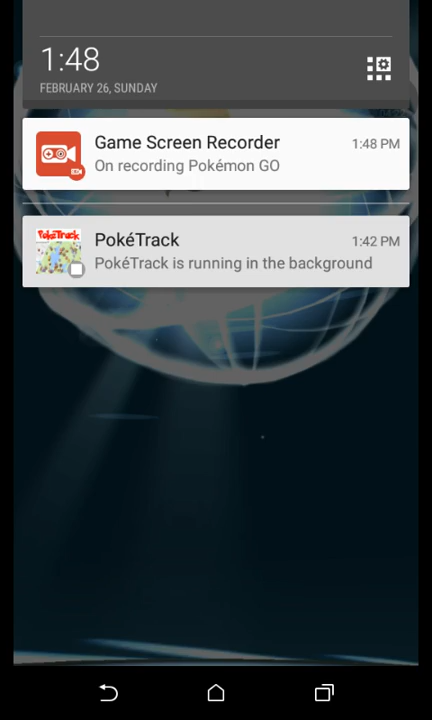 1:48
FEBRUARY 26, SUNDAY
Game Screen Recorder 1:48 PM
On recording Pokémon GO
PokéTrack
PokéTrack 1:42 PM
PokéTrack is running in the background